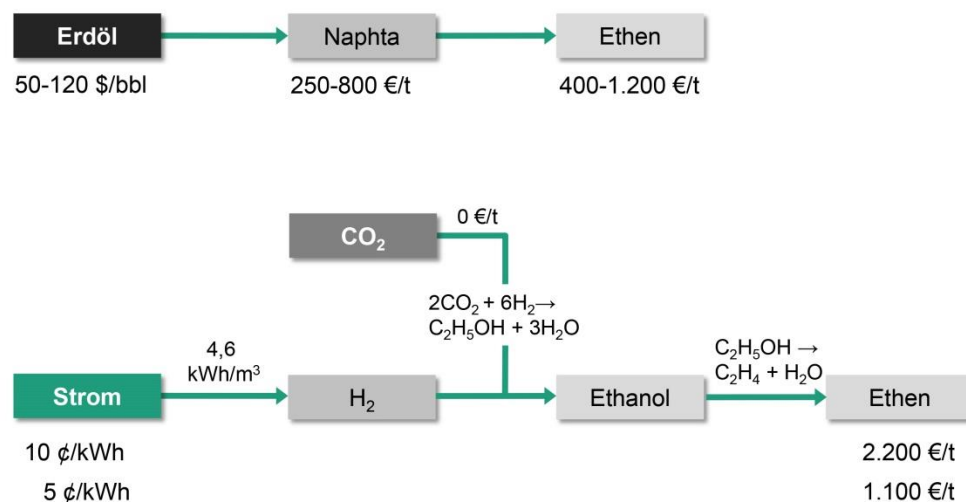 Erdöl
Naphta
Ethen
50-120 $/bbl
250-800 €/t
400-1.200 €/t
CO₂
0 €/t
2CO₂ + 6H₂→
C₂H₅OH + 3H₂O
4,6
kWh/m³
C₂H₅OH →
C₂H₄ + H₂O
Strom
H₂
Ethanol
Ethen
10 ¢/kWh
2.200 €/t
5 ¢/kWh
1.100 €/t